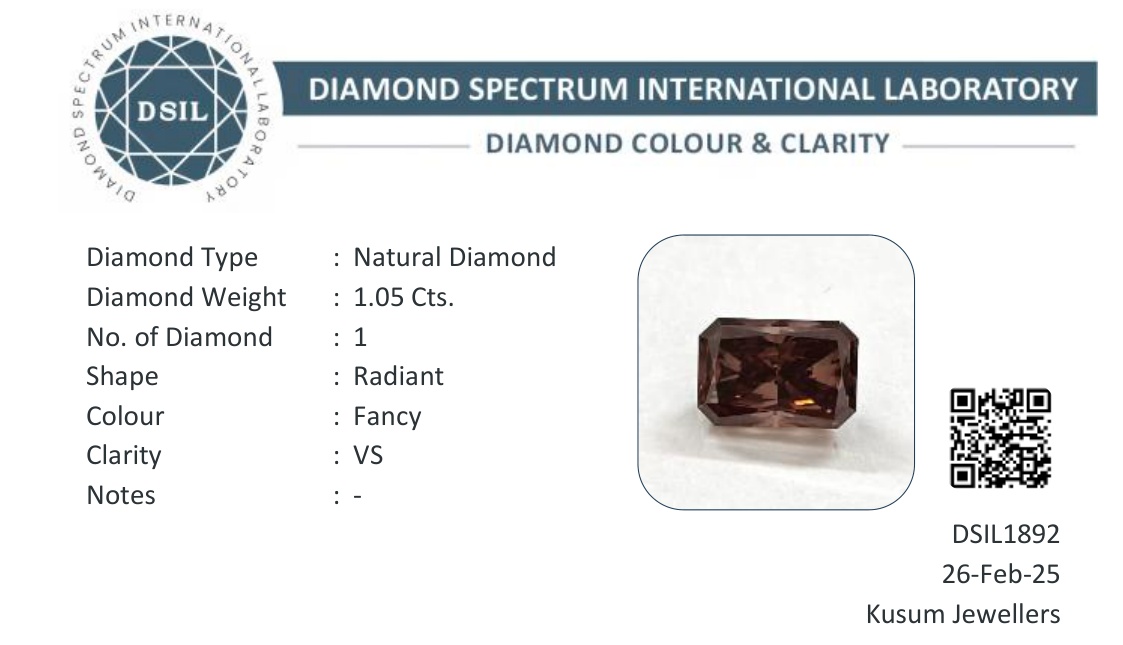 DIAMOND SPECTRUM INTERNATIONAL LABORATORY
DSIL
DIAMOND SPECTRUM INTERNATIONAL LABORATORY
DIAMOND COLOUR & CLARITY
Diamond Type : Natural Diamond
Diamond Weight : 1.05 Cts.
No. of Diamond : 1
Shape : Radiant
Colour : Fancy
Clarity : VS
Notes : -
DSIL1892
26-Feb-25
Kusum Jewellers